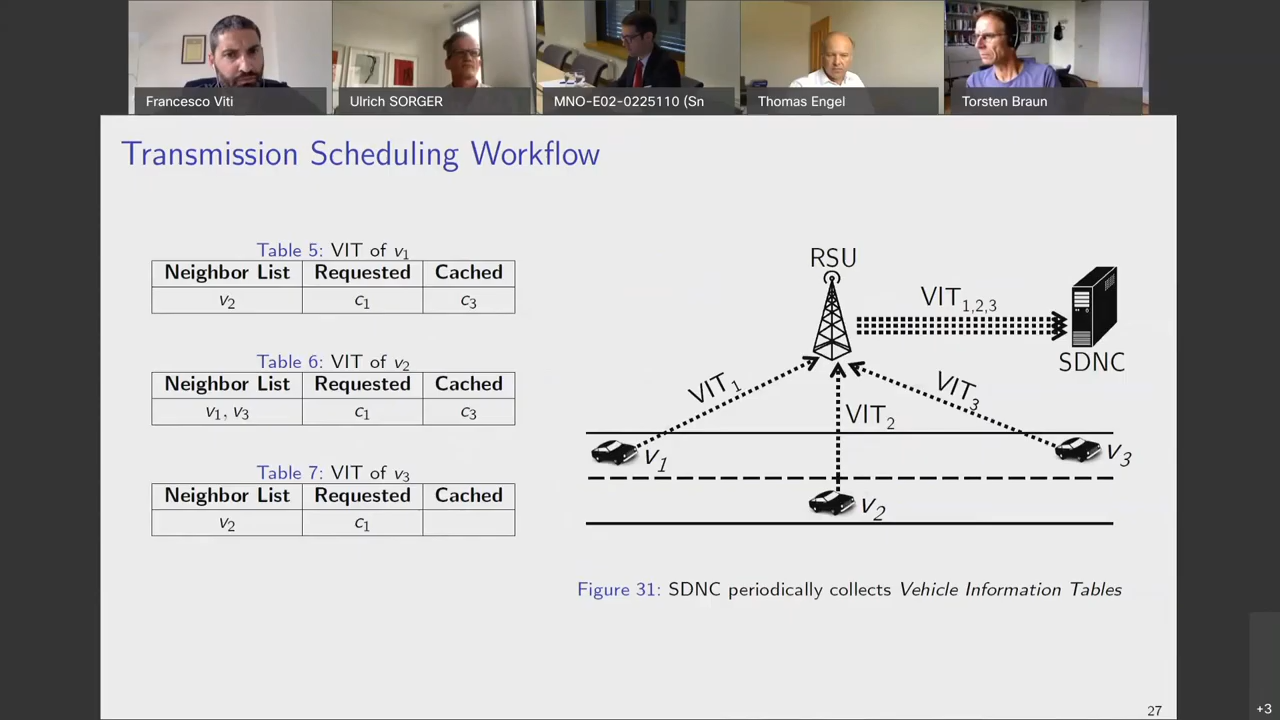 Francesco Viti
Ulrich SORGER
MNO-E02-0225110 (Sn
Thomas Engel
Torsten Braun
Transmission Scheduling Workflow
Table 5: VIT of v1
Neighbor List Requested Cached
v2 c1 c3
Table 6: VIT of v2
Neighbor List Requested Cached
v1, v3 c1 c3
Table 7: VIT of v3
Neighbor List Requested Cached
v2 c1
RSU
VIT1,2,3
SDNC
VIT1
VIT2
VIT3
v1
v2
v3
Figure 31: SDNC periodically collects Vehicle Information Tables
27
+3